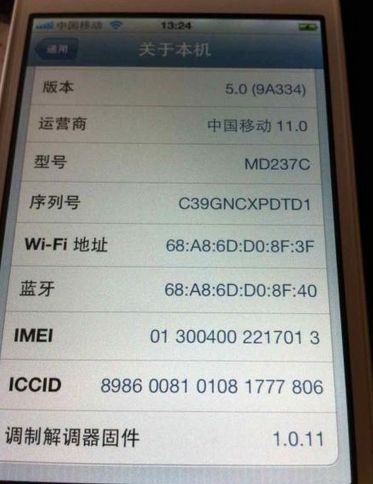 中国移动 13:24
通用 关于本机
版本 5.0 (9A334)
运营商 中国移动 11.0
型号 MD237C
序列号 C39GNCXPDTD1
Wi-Fi 地址 68:A8:6D:D0:8F:3F
蓝牙 68:A8:6D:D0:8F:40
IMEI 01 300400 221701 3
ICCID 8986 0081 0108 1777 806
调制解调器固件 1.0.11